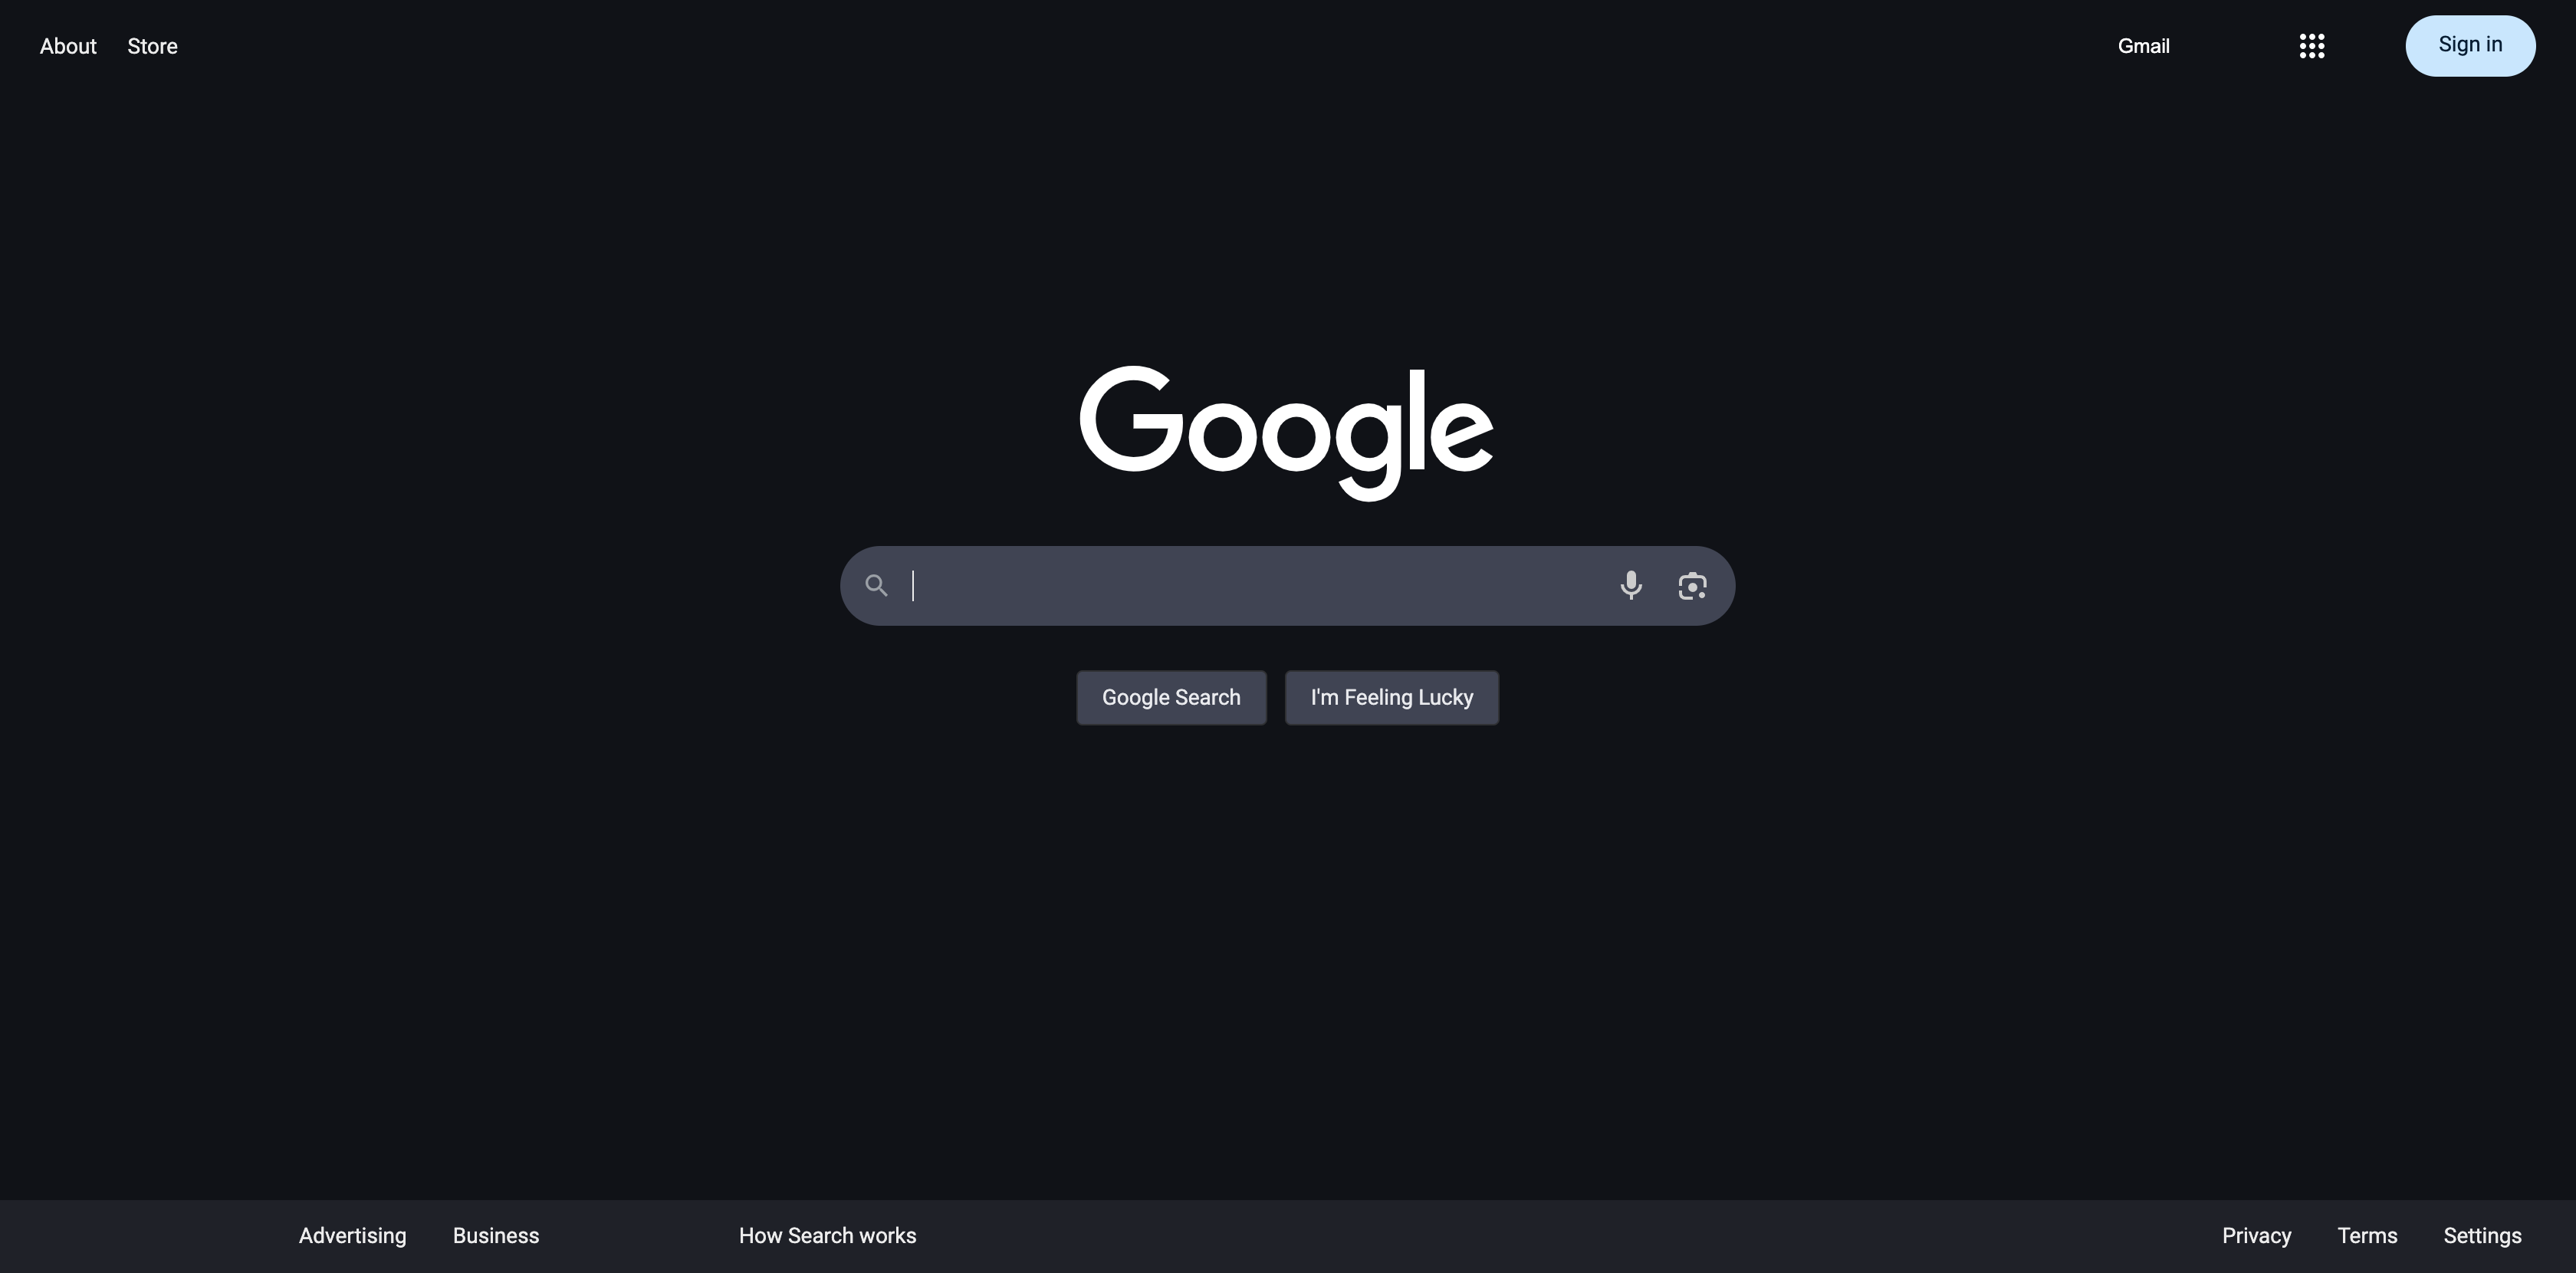 About Store Gmail Sign in
Google
Google Search I'm Feeling Lucky
Advertising Business How Search works Privacy Terms Settings